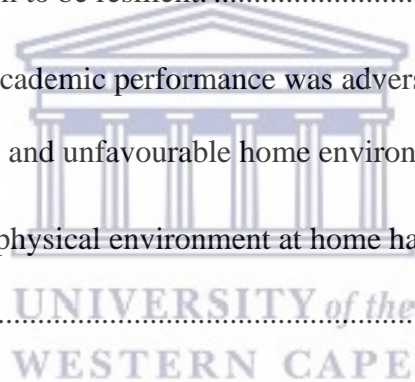 n to be resilient. ......................
cademic performance was advers
and unfavourable home environ
physical environment at home ha
UNIVERSITY of the
......................................................
WESTERN CAPE